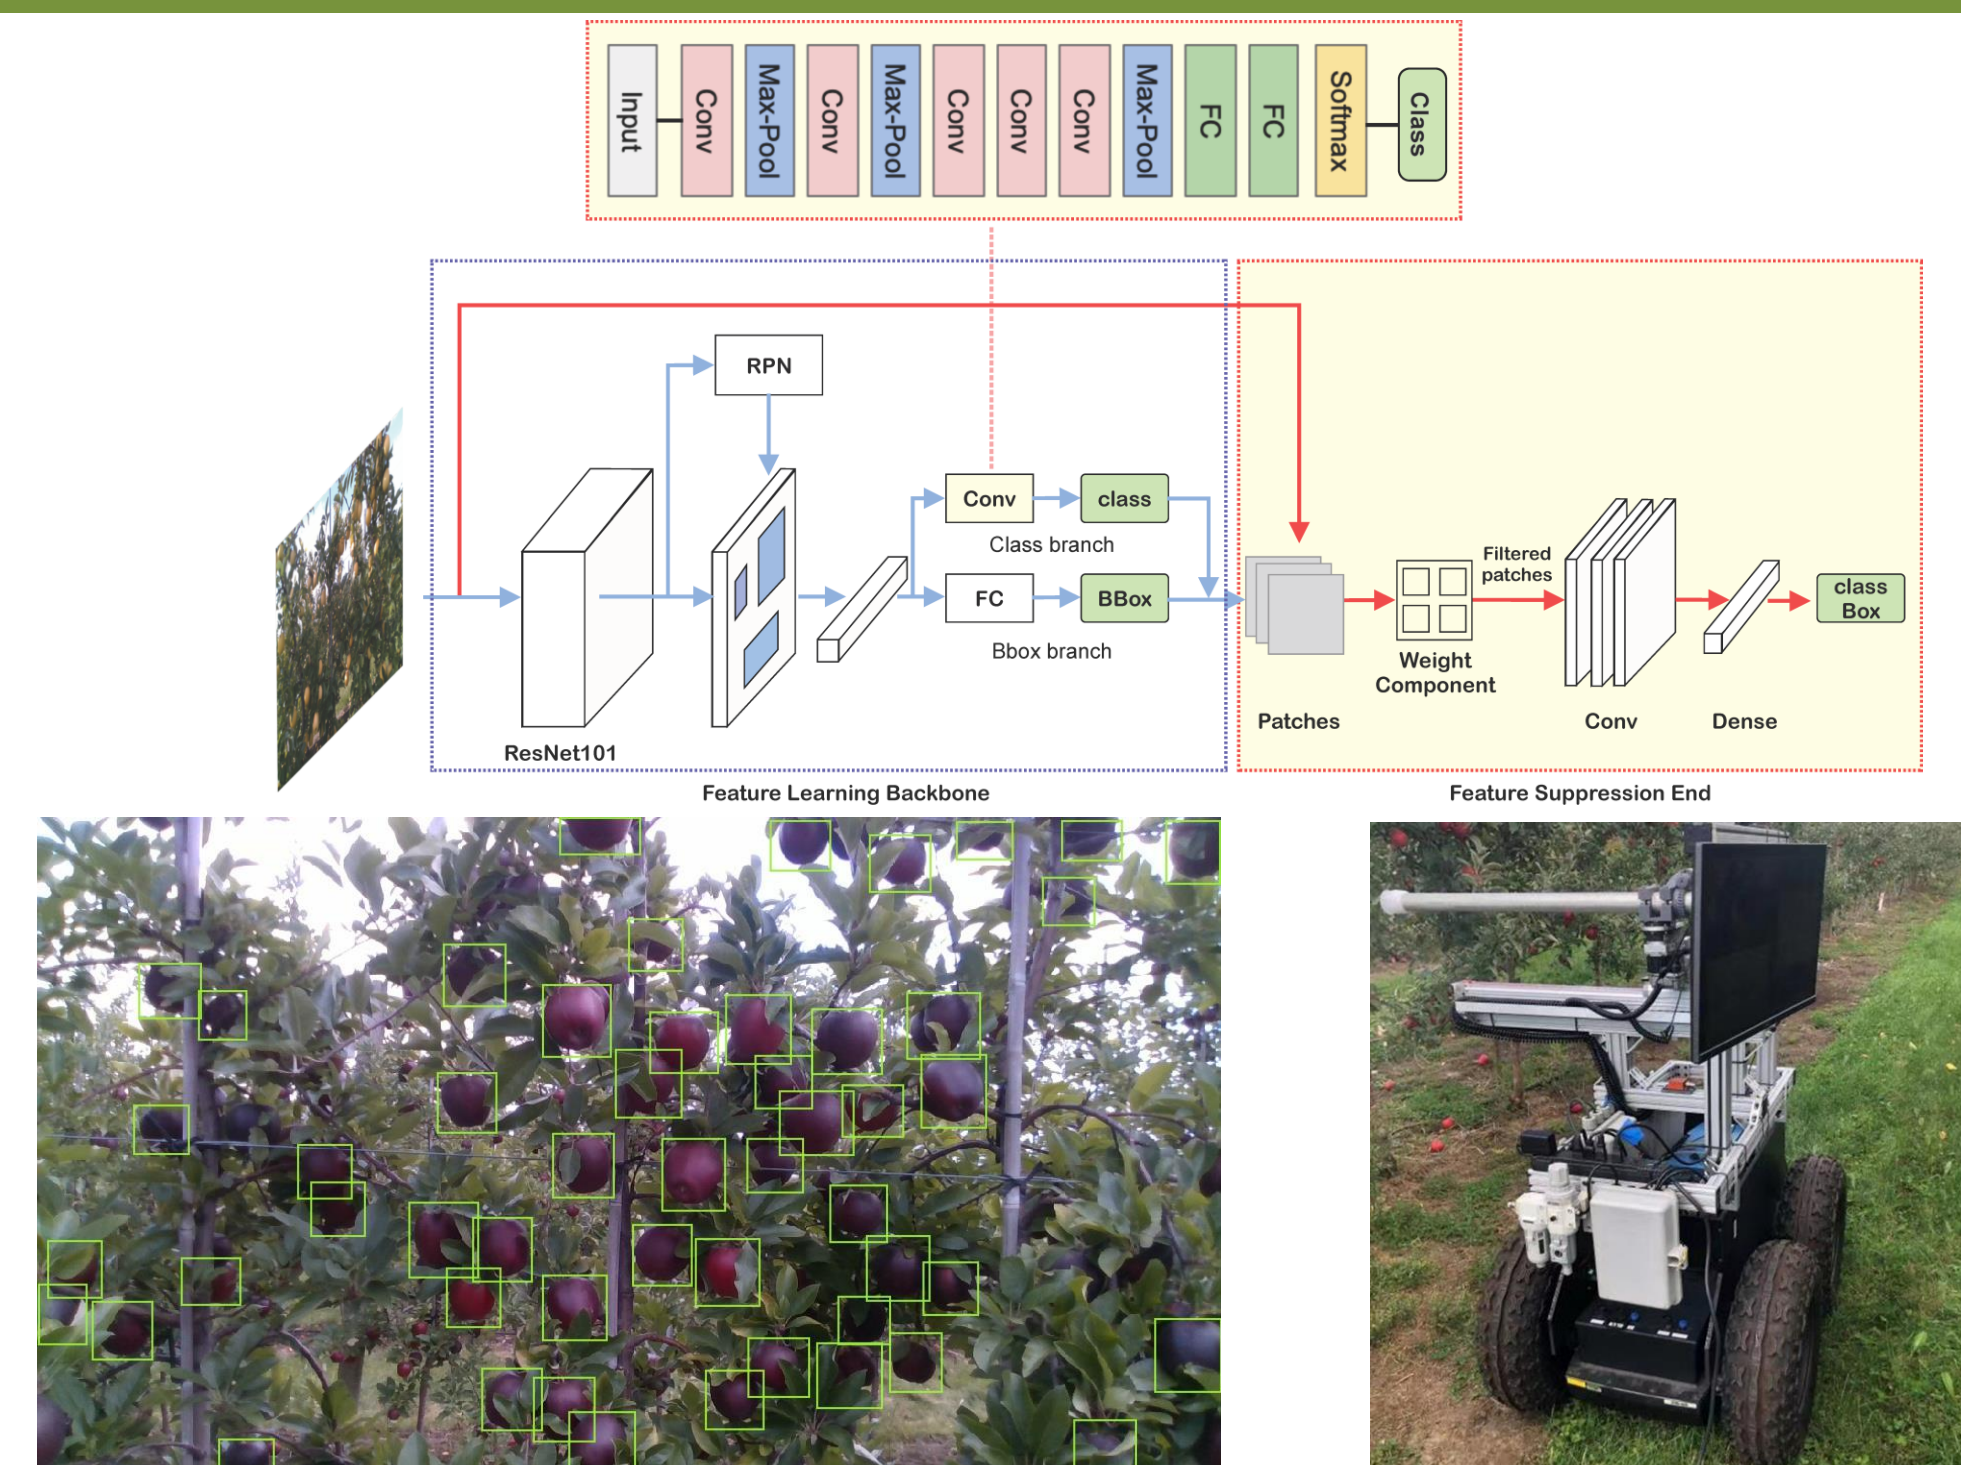 Input
Conv
Max-Pool
Conv
Max-Pool
Conv
Conv
Conv
Max-Pool
FC
FC
Softmax
Class
RPN
Conv
class
Class branch
FC
BBox
Bbox branch
ResNet101
Feature Learning Backbone
Filtered
patches
Weight
Component
class
Box
Patches
Conv
Dense
Feature Suppression End